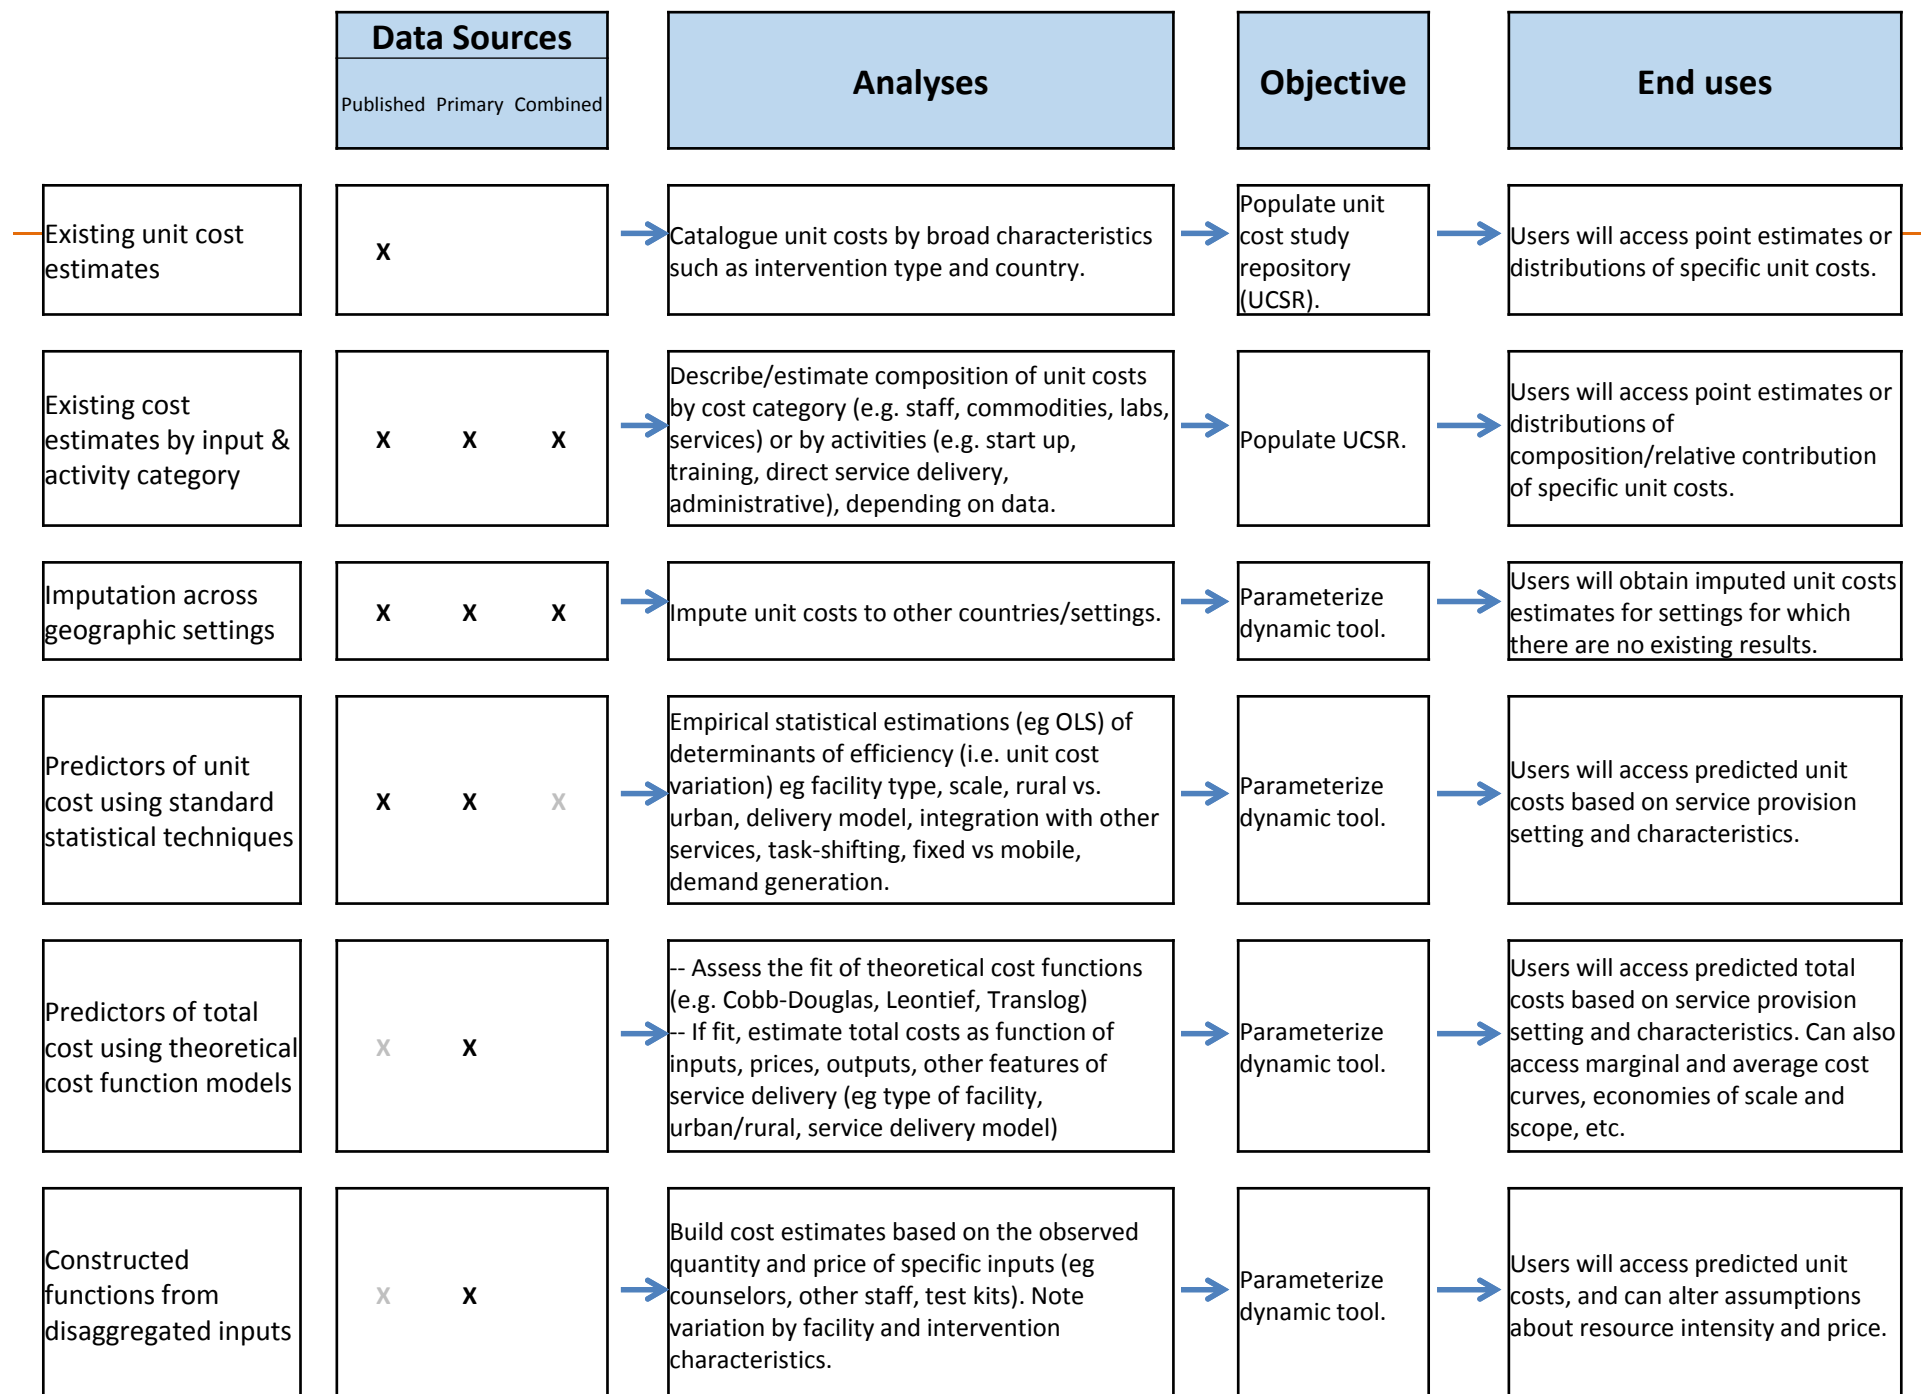 Data Sources
Published Primary Combined
Analyses
Objective
End uses
Existing unit cost
estimates
X
Catalogue unit costs by broad characteristics
such as intervention type and country.
Populate unit
cost study
repository
(UCSR).
Users will access point estimates or
distributions of specific unit costs.
Existing cost
estimates by input &
activity category
X X X
Describe/estimate composition of unit costs
by cost category (e.g. staff, commodities, labs,
services) or by activities (e.g. start up,
training, direct service delivery,
administrative), depending on data.
Populate UCSR.
Users will access point estimates or
distributions of
composition/relative contribution
of specific unit costs.
Imputation across
geographic settings
X X X
Impute unit costs to other countries/settings.
Parameterize
dynamic tool.
Users will obtain imputed unit costs
estimates for settings for which
there are no existing results.
Predictors of unit
cost using standard
statistical techniques
X X X
Empirical statistical estimations (eg OLS) of
determinants of efficiency (i.e. unit cost
variation) eg facility type, scale, rural vs.
urban, delivery model, integration with other
services, task-shifting, fixed vs mobile,
demand generation.
Parameterize
dynamic tool.
Users will access predicted unit
costs based on service provision
setting and characteristics.
Predictors of total
cost using theoretical
cost function models
X X
-- Assess the fit of theoretical cost functions
(e.g. Cobb-Douglas, Leontief, Translog)
-- If fit, estimate total costs as function of
inputs, prices, outputs, other features of
service delivery (eg type of facility,
urban/rural, service delivery model)
Parameterize
dynamic tool.
Users will access predicted total
costs based on service provision
setting and characteristics. Can also
access marginal and average cost
curves, economies of scale and
scope, etc.
Constructed
functions from
disaggregated inputs
X X
Build cost estimates based on the observed
quantity and price of specific inputs (eg
counselors, other staff, test kits). Note
variation by facility and intervention
characteristics.
Parameterize
dynamic tool.
Users will access predicted unit
costs, and can alter assumptions
about resource intensity and price.